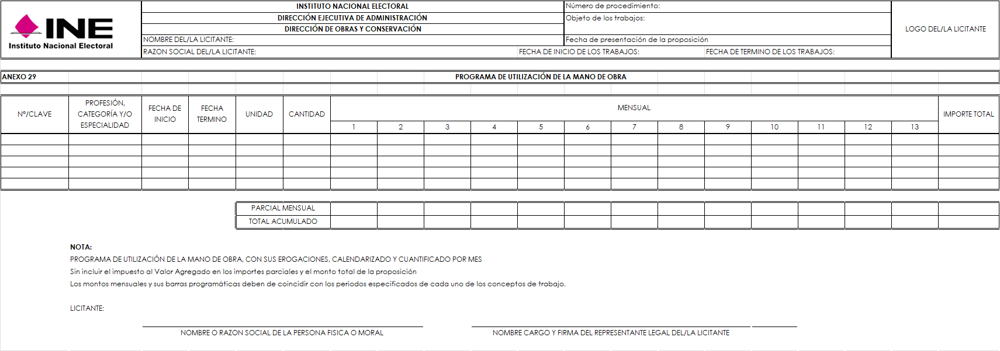 INE
Instituto Nacional Electoral
INSTITUTO NACIONAL ELECTORAL
DIRECCIÓN EJECUTIVA DE ADMINISTRACIÓN
DIRECCIÓN DE OBRAS Y CONSERVACIÓN
NOMBRE DEL/LA LICITANTE:
RAZON SOCIAL DEL/LA LICITANTE:
Número de procedimiento:
Objeto de los trabajos:
Fecha de presentación de la proposición
FECHA DE INICIO DE LOS TRABAJOS:
FECHA DE TERMINO DE LOS TRABAJOS:
LOGO DEL/LA LICITANTE
ANEXO 29
PROGRAMA DE UTILIZACIÓN DE LA MANO DE OBRA
Nº/CLAVE
PROFESIÓN,
CATEGORÍA Y/O
ESPECIALIDAD
FECHA DE
INICIO
FECHA
TERMINO
UNIDAD
CANTIDAD
MENSUAL
1 2 3 4 5 6 7 8 9 10 11 12 13
IMPORTE TOTAL
PARCIAL MENSUAL
TOTAL ACUMULADO
NOTA:
PROGRAMA DE UTILIZACIÓN DE LA MANO DE OBRA, CON SUS EROGACIONES, CALENDARIZADO Y CUANTIFICADO POR MES
Sin incluir el impuesto al Valor Agregado en los importes parciales y el monto total de la proposición
Los montos mensuales y sus barras programáticas deben de coincidir con los periodos especificados de cada uno de los conceptos de trabajo.
LICITANTE:
NOMBRE O RAZON SOCIAL DE LA PERSONA FISICA O MORAL
NOMBRE CARGO Y FIRMA DEL REPRESENTANTE LEGAL DEL/LA LICITANTE